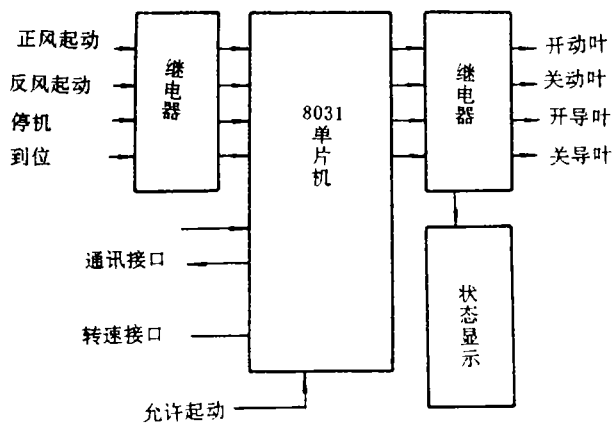 正风起动
反风起动
停机
到位
继电器
8031
单片机
继电器
开动叶
关动叶
开导叶
关导叶
通讯接口
转速接口
允许起动
状态显示